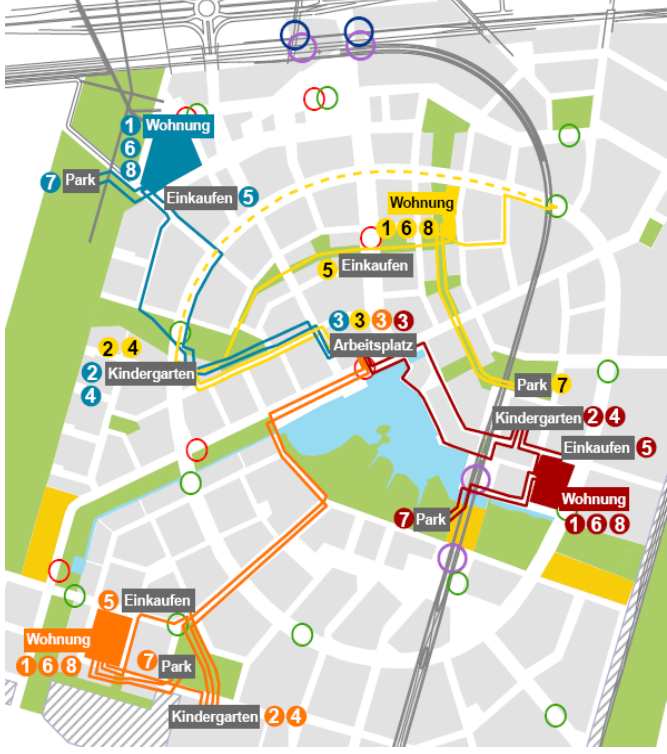 1 Wohnung
6
8
7 Park
Einkaufen 5
Wohnung
1 6 8
5 Einkaufen
3 3 3 3
Arbeitsplatz
2 4
2 Kindergarten
4
Park 7
Kindergarten 2 4
Einkaufen 5
Wohnung
1 6 8
7 Park
5 Einkaufen
Wohnung
1 6 8
7 Park
Kindergarten 2 4